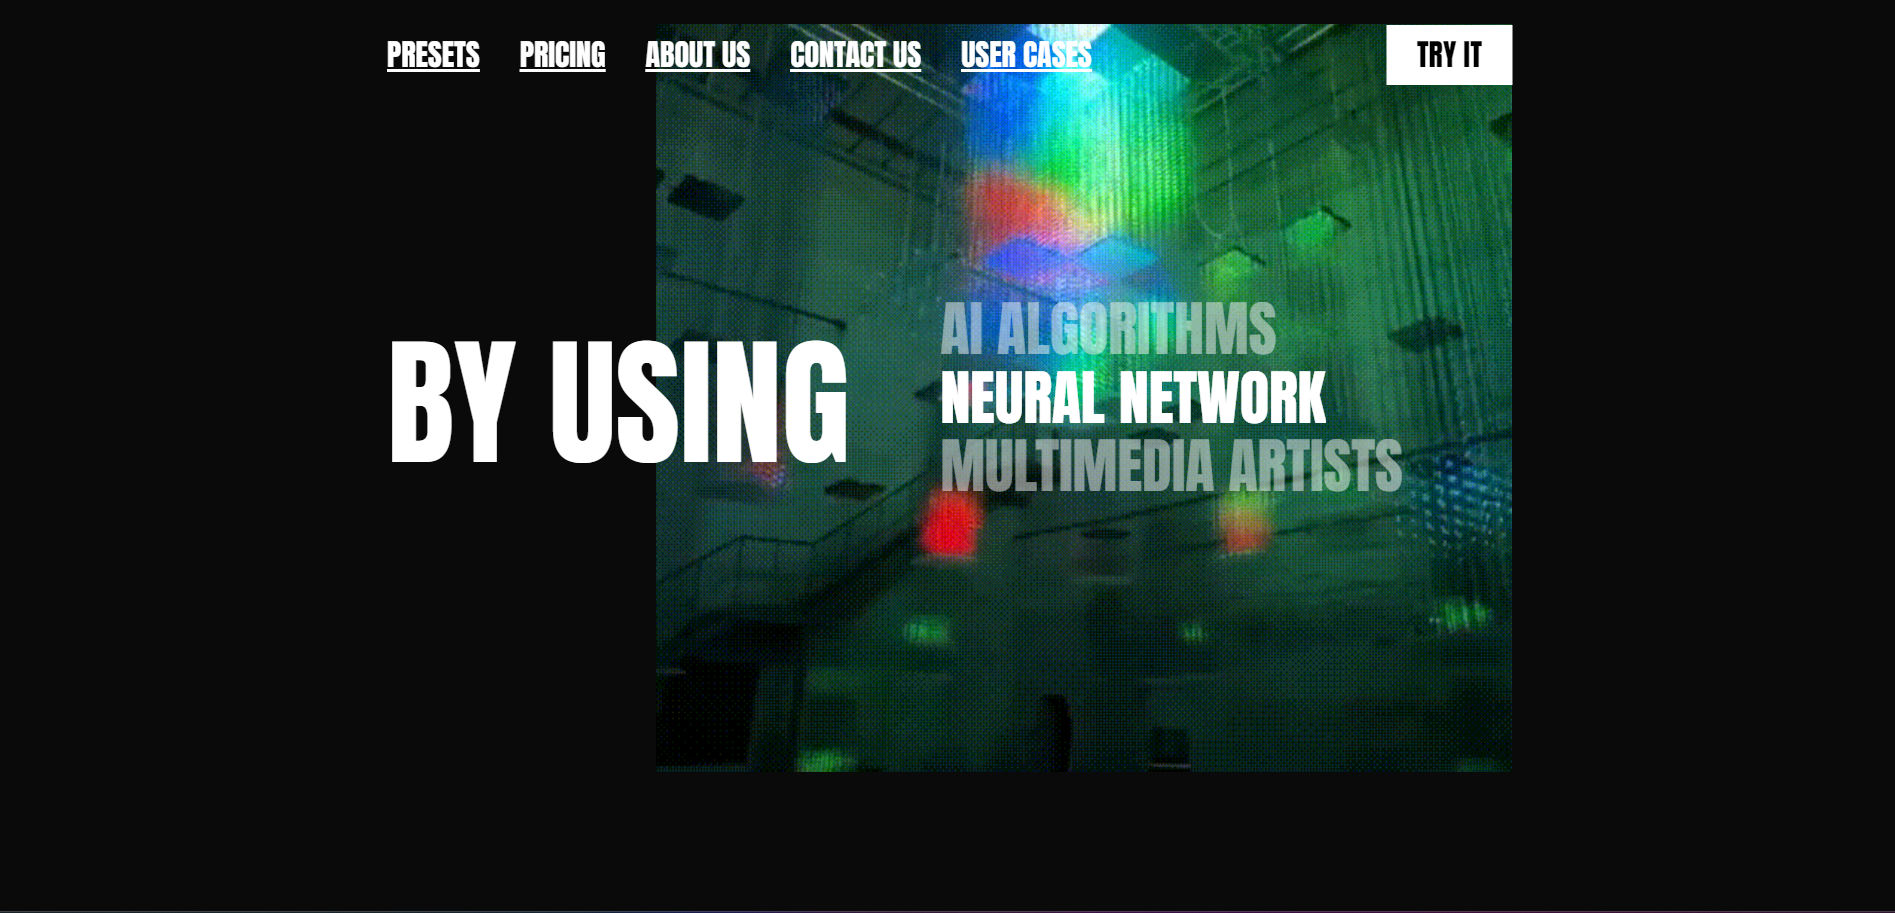 PRESETS PRICING ABOUT US CONTACT US USER CASES TRY IT
BY USING
AI ALGORITHMS
NEURAL NETWORK
MULTIMEDIA ARTISTS